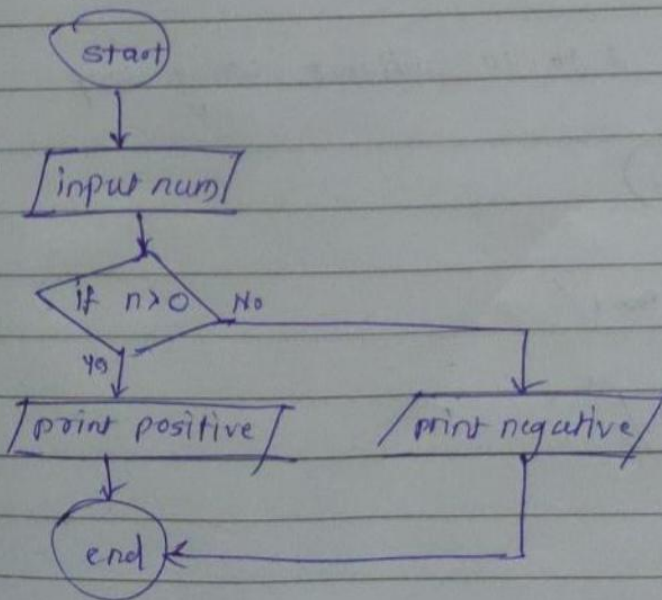 start
input num
if n>0 No
Yes
print positive
print negative
end